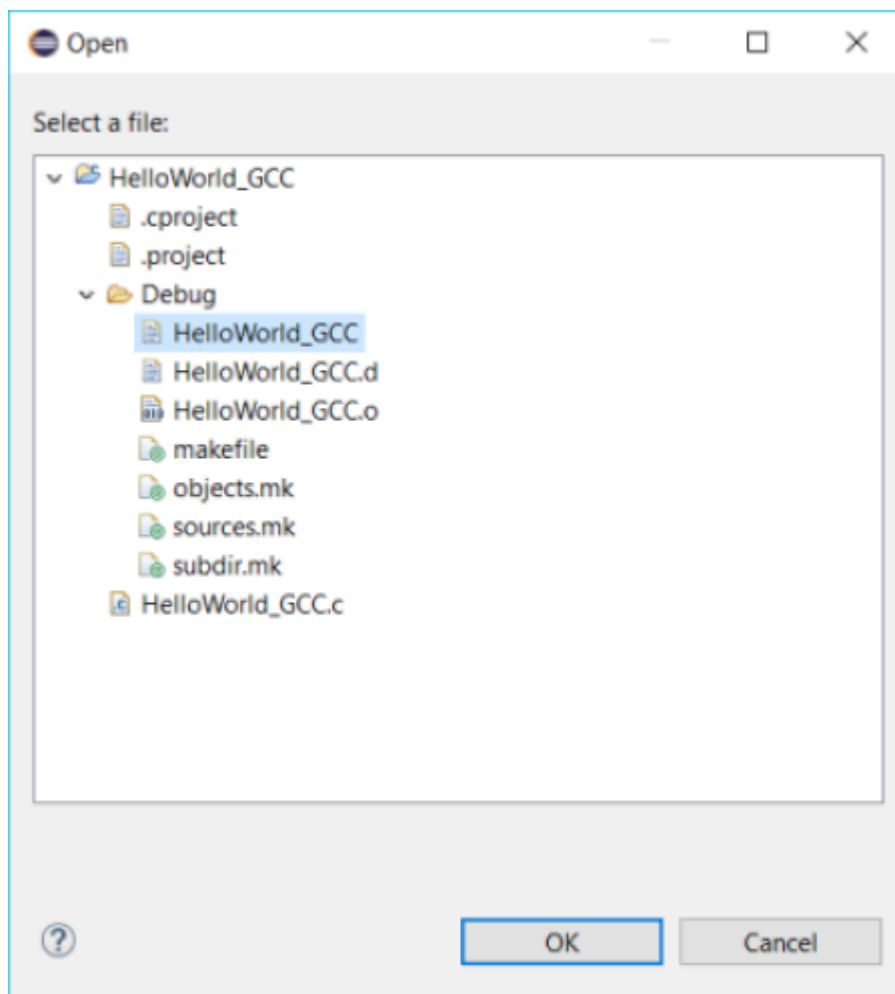 Open
Select a file:
HelloWorld_GCC
.cproject
.project
Debug
HelloWorld_GCC
HelloWorld_GCC.d
HelloWorld_GCC.o
makefile
objects.mk
sources.mk
subdir.mk
HelloWorld_GCC.c
OK Cancel